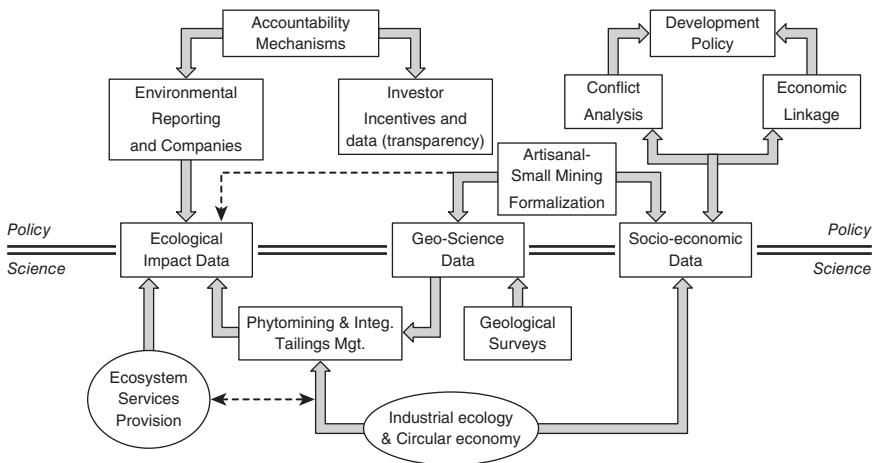 Accountability
Mechanisms
Development
Policy
Environmental
Reporting
and Companies
Investor
Incentives and
data (transparency)
Conflict
Analysis
Economic
Linkage
Artisanal-
Small Mining
Formalization
Policy
Science
Ecological
Impact Data
Geo-Science
Data
Socio-economic
Data
Policy
Science
Phytomining & Integ.
Tailings Mgt.
Geological
Surveys
Ecosystem
Services
Provision
Industrial ecology
& Circular economy